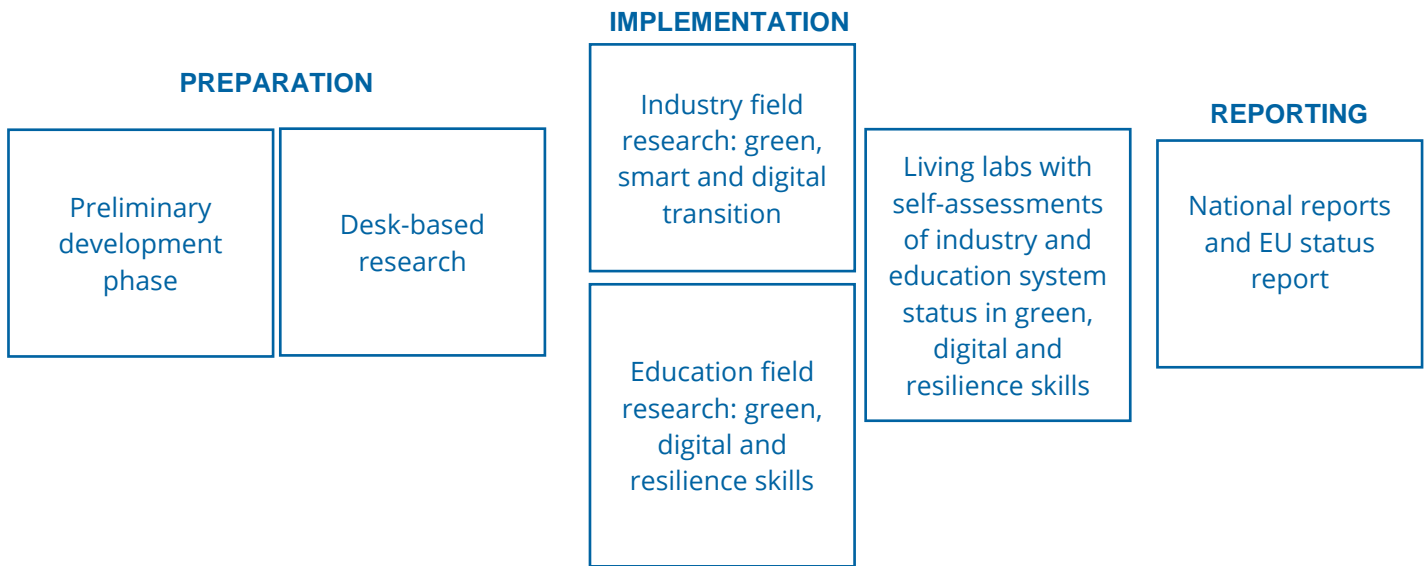 PREPARATION
Preliminary
development
phase
Desk-based
research
IMPLEMENTATION
Industry field
research: green,
smart and digital
transition
Education field
research: green,
digital and
resilience skills
Living labs with
self-assessments
of industry and
education system
status in green,
digital and
resilience skills
REPORTING
National reports
and EU status
report